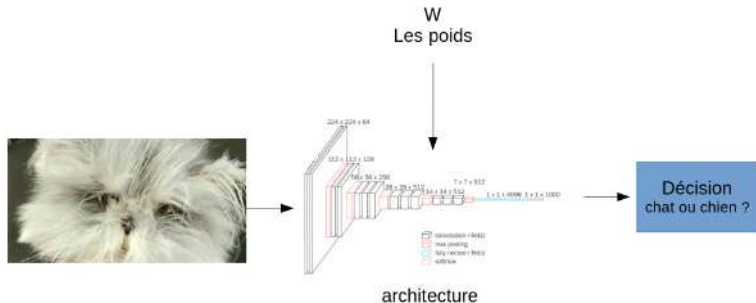 W
Les poids
224 x 224 x 64
112 x 112 x 128
56 x 56 x 256
28 x 28 x 512
14 x 14 x 512
7 x 7 x 512
1 x 1 x 4096
1 x 1 x 1000
convolution+ReLU
max pooling
fully nected+ReLU
softmax
architecture
Décision
chat ou chien ?